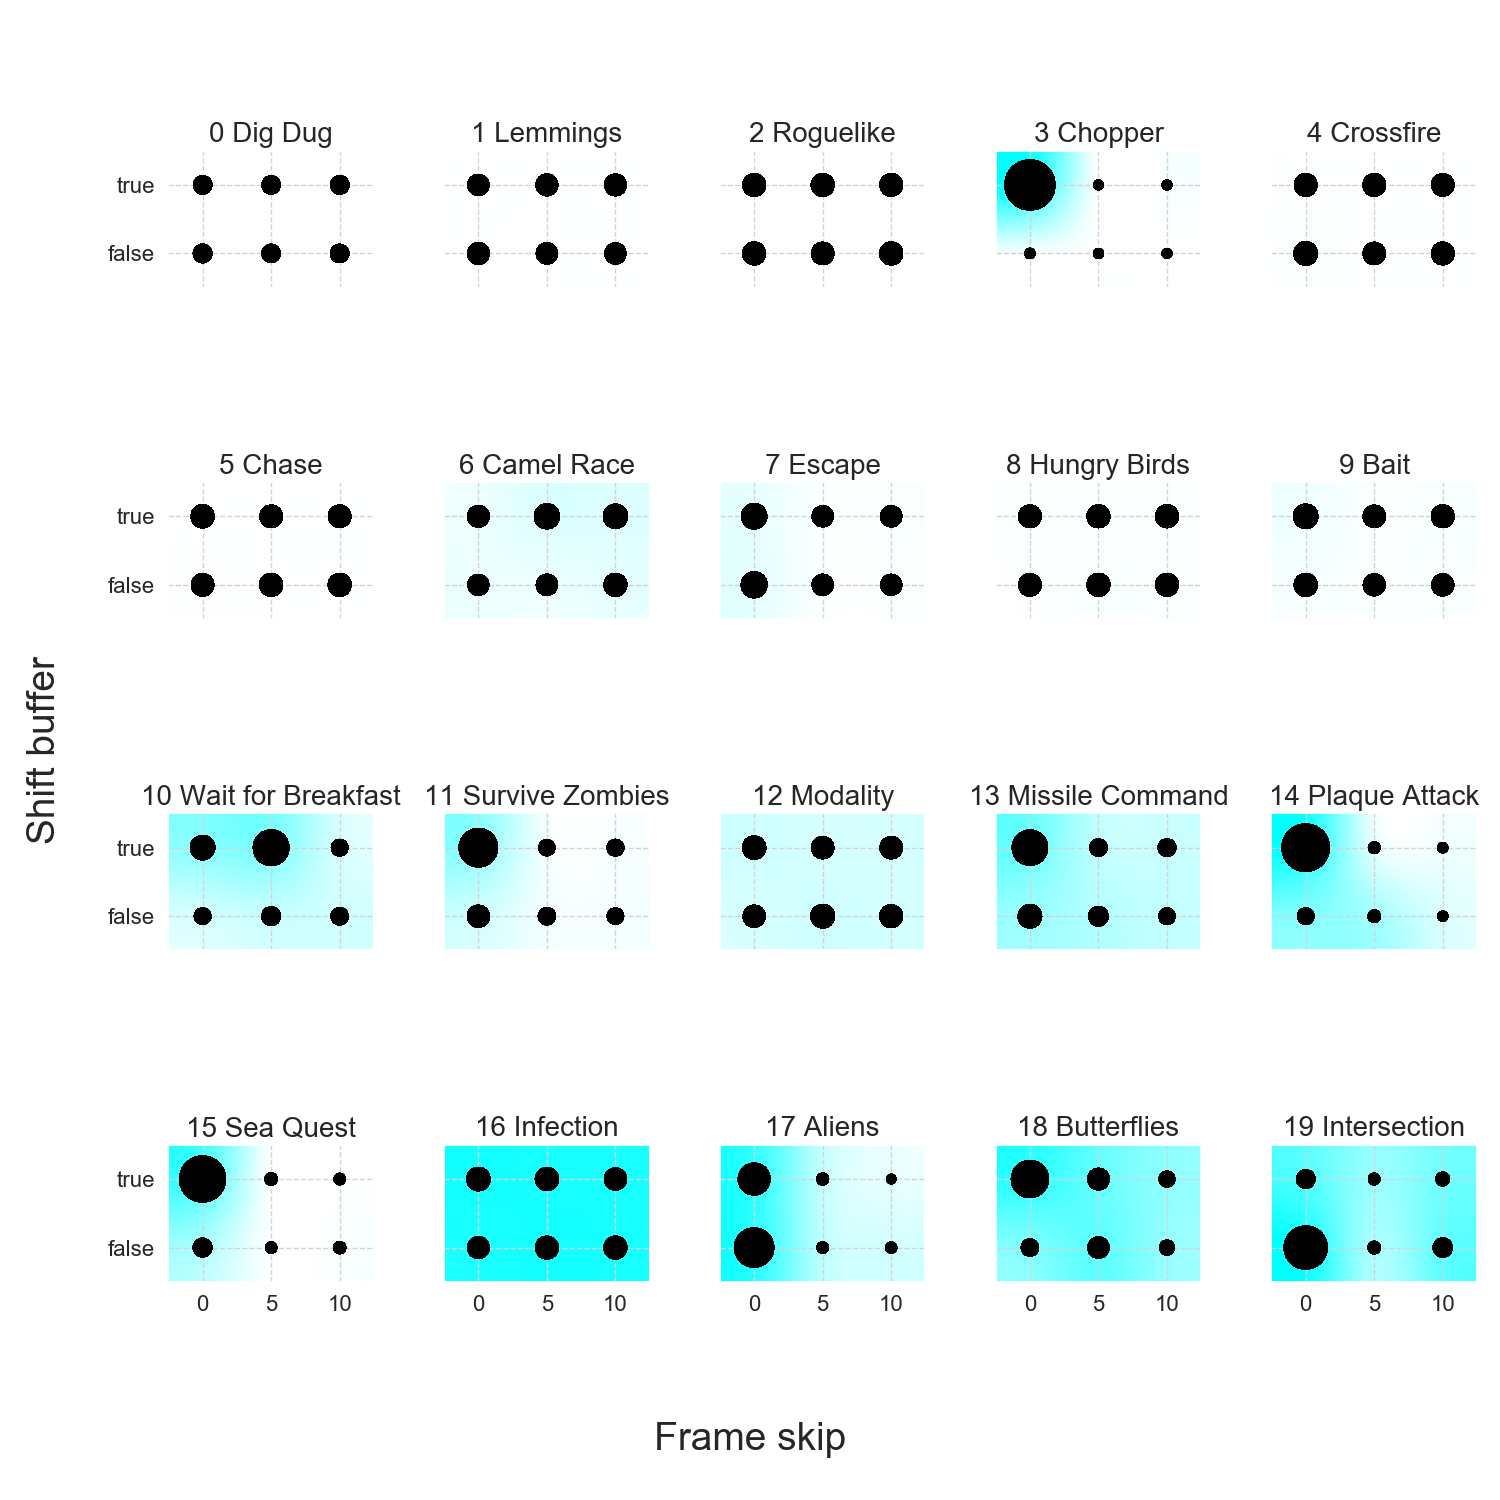 0 Dig Dug
1 Lemmings
2 Roguelike
3 Chopper
4 Crossfire
true
false
5 Chase
6 Camel Race
7 Escape
8 Hungry Birds
9 Bait
true
false
Shift buffer
10 Wait for Breakfast
11 Survive Zombies
12 Modality
13 Missile Command
14 Plaque Attack
true
false
15 Sea Quest
16 Infection
17 Aliens
18 Butterflies
19 Intersection
true
false
0 5 10
0 5 10
0 5 10
0 5 10
0 5 10
Frame skip